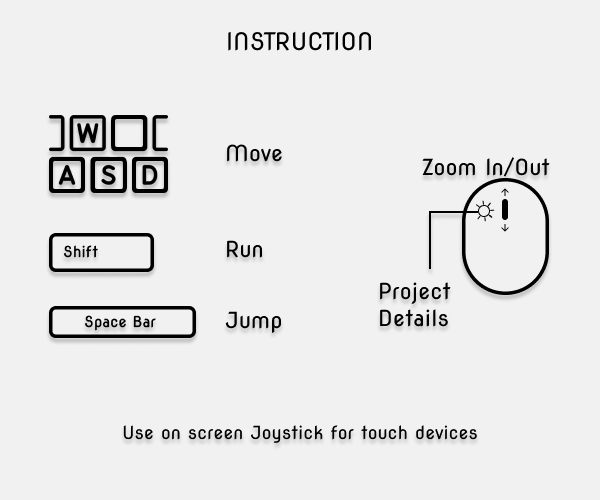 INSTRUCTION
W
A S D
Move
Zoom In/Out
Shift
Run
Project
Details
Space Bar
Jump
Use on screen Joystick for touch devices